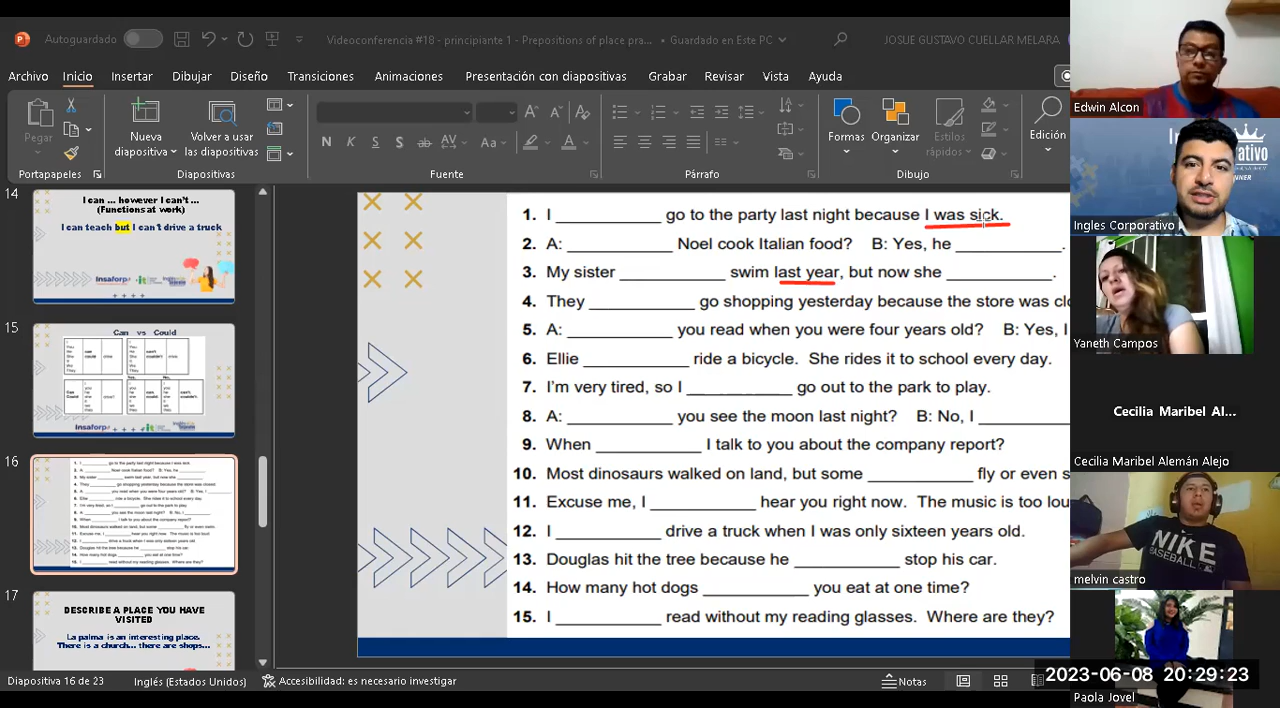 Autoguardado
Videoconferencia #18 - principiante 1 - Prepositions of place pra... • Guardado en Este PC
JOSUE GUSTAVO CUELLAR MELARA
Archivo Inicio Insertar Dibujar Diseño Transiciones Animaciones Presentación con diapositivas Grabar Revisar Vista Ayuda
Pegar
Nueva diapositiva
Volver a usar las diapositivas
Formas
Organizar
Estilos rápidos
Edición
Portapapeles
Diapositivas
Fuente
Párrafo
Dibujo
14
I can ... however I can't ...
(Functions at work)
I can teach but I can't drive a truck
Insaforp
15
Can vs Could
Insaforp
16
17
DESCRIBE A PLACE YOU HAVE
VISITED
La palma is an interesting place.
There is a church... there are shops...
1. I ____________ go to the party last night because I was sick.
2. A: ____________ Noel cook Italian food? B: Yes, he ____________.
3. My sister ____________ swim last year, but now she ____________.
4. They ____________ go shopping yesterday because the store was clo
5. A: ____________ you read when you were four years old? B: Yes, I
6. Ellie ____________ ride a bicycle. She rides it to school every day.
7. I'm very tired, so I ____________ go out to the park to play.
8. A: ____________ you see the moon last night? B: No, I ____________
9. When ____________ I talk to you about the company report?
10. Most dinosaurs walked on land, but some ____________ fly or even s
11. Excuse me, I ____________ hear you right now. The music is too lou
12. I ____________ drive a truck when I was only sixteen years old.
13. Douglas hit the tree because he ____________ stop his car.
14. How many hot dogs ____________ you eat at one time?
15. I ____________ read without my reading glasses. Where are they?
Diapositiva 16 de 23
Inglés (Estados Unidos)
Accesibilidad: es necesario investigar
Notas
Edwin Alcon
Ingles Corporativo
Yaneth Campos
Cecilia Maribel Al...
Cecilia Maribel Alemán Alejo
NIKE
BASEBALL
melvin castro
2023-06-08 20:29:23
Paola Jovel